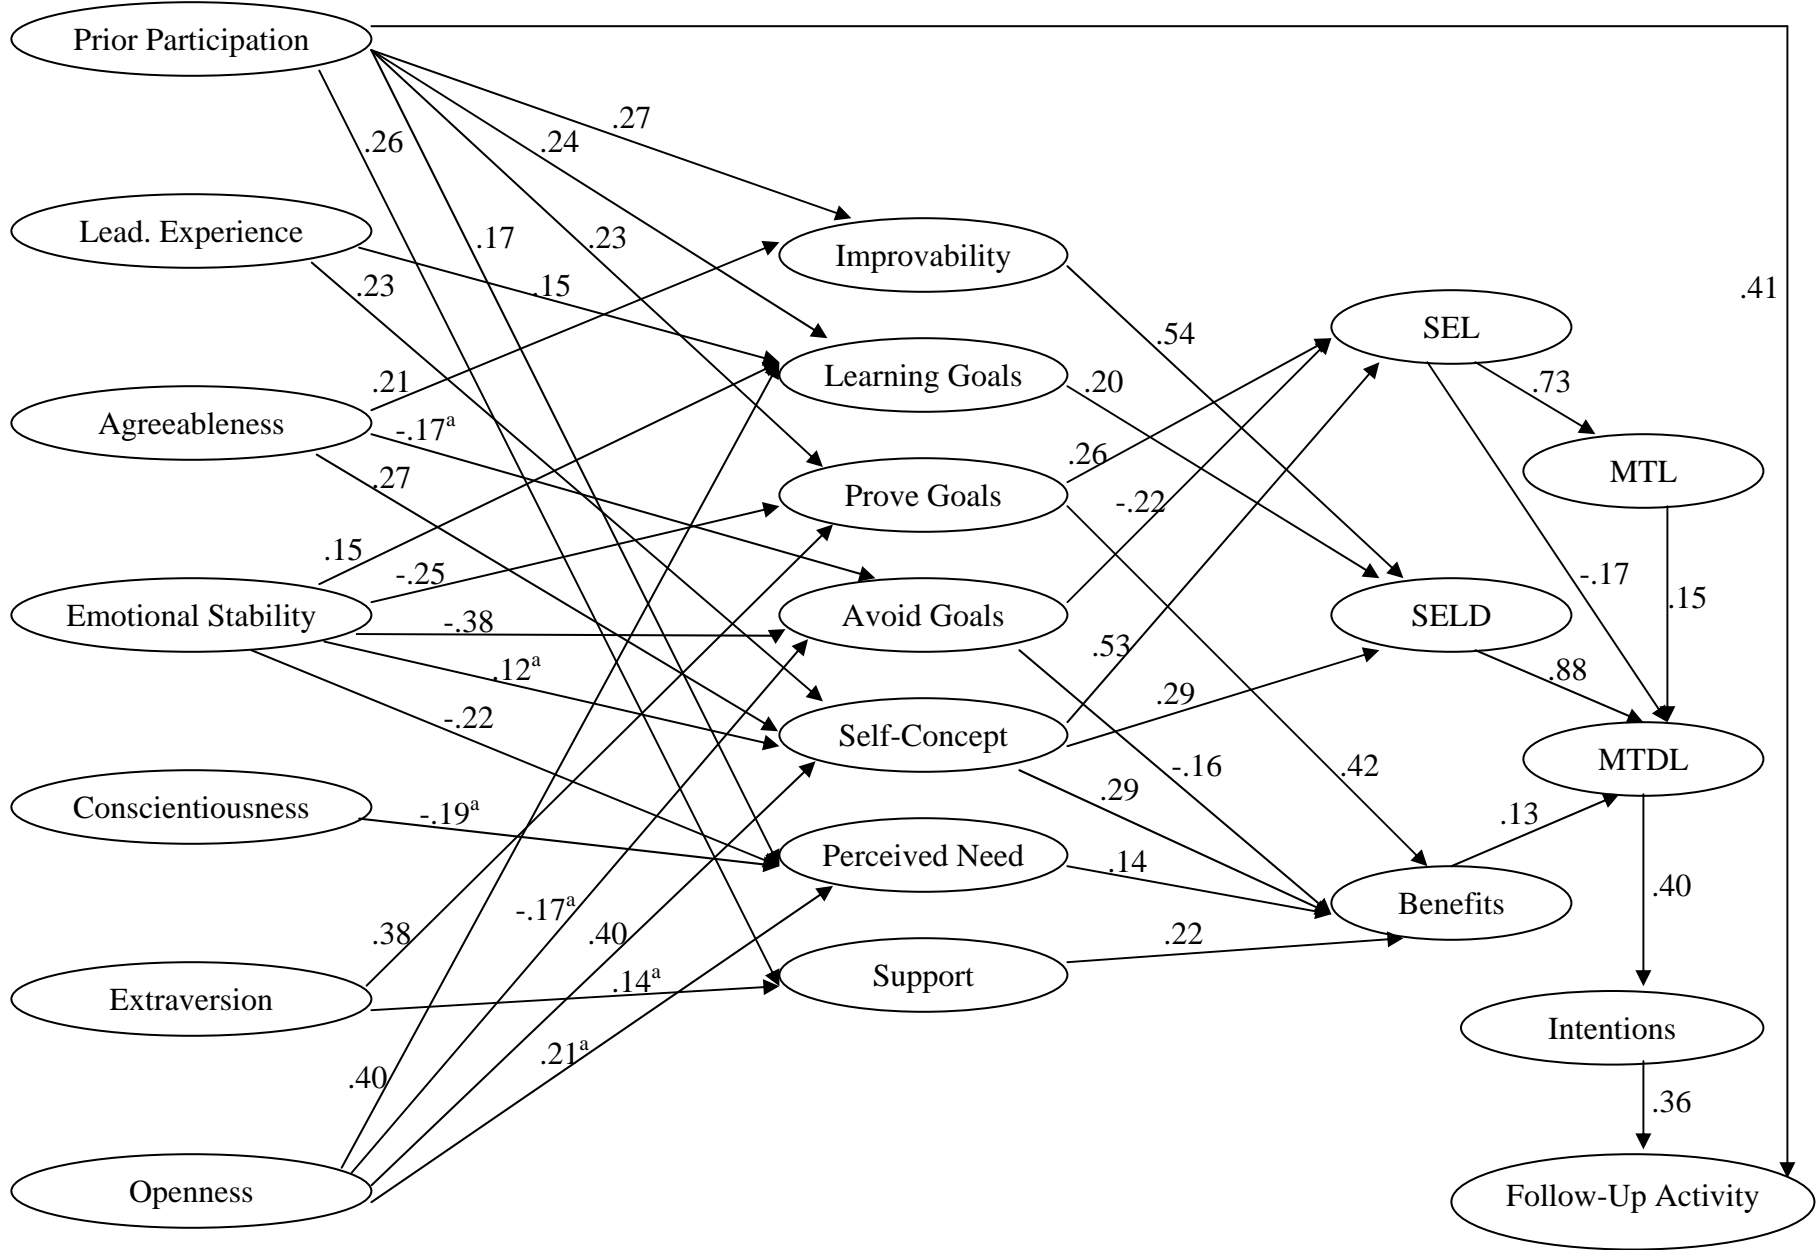 Prior Participation
.27
.26
.24
Lead. Experience
.17
.23
Improvability
.23
.15
.41
SEL
.54
.21
Learning Goals
.20
.73
Agreeableness
-.17a
.27
.26
MTL
Prove Goals
-.22
.15
-.25
-.17
.15
Emotional Stability
-.38
Avoid Goals
SELD
.12a
.53
.88
.29
-.22
Self-Concept
MTDL
-.16
.42
.29
Conscientiousness
-.19a
.13
Perceived Need
.14
.40
-.17a
Benefits
.38
.40
.22
Extraversion
.14a
Support
Intentions
.21a
.40
.36
Openness
Follow-Up Activity